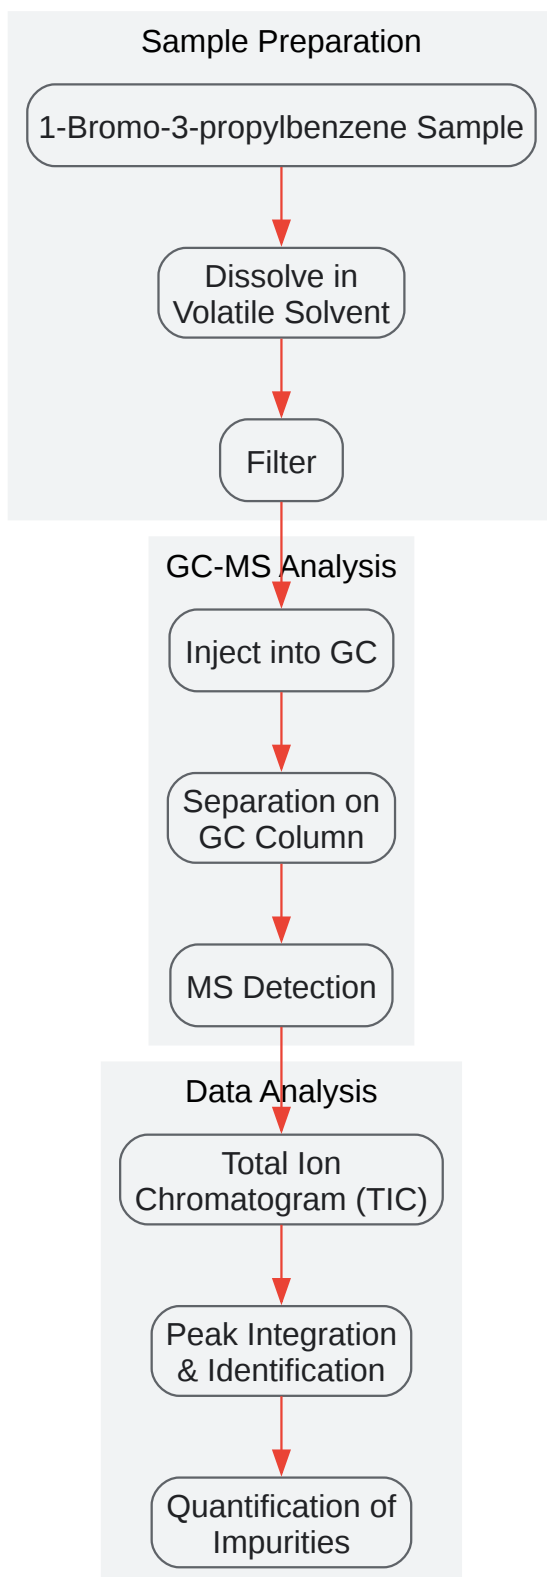 Sample Preparation
1-Bromo-3-propylbenzene Sample
Dissolve in
Volatile Solvent
Filter
GC-MS Analysis
Inject into GC
Separation on
GC Column
MS Detection
Data Analysis
Total Ion
Chromatogram (TIC)
Peak Integration
& Identification
Quantification of
Impurities